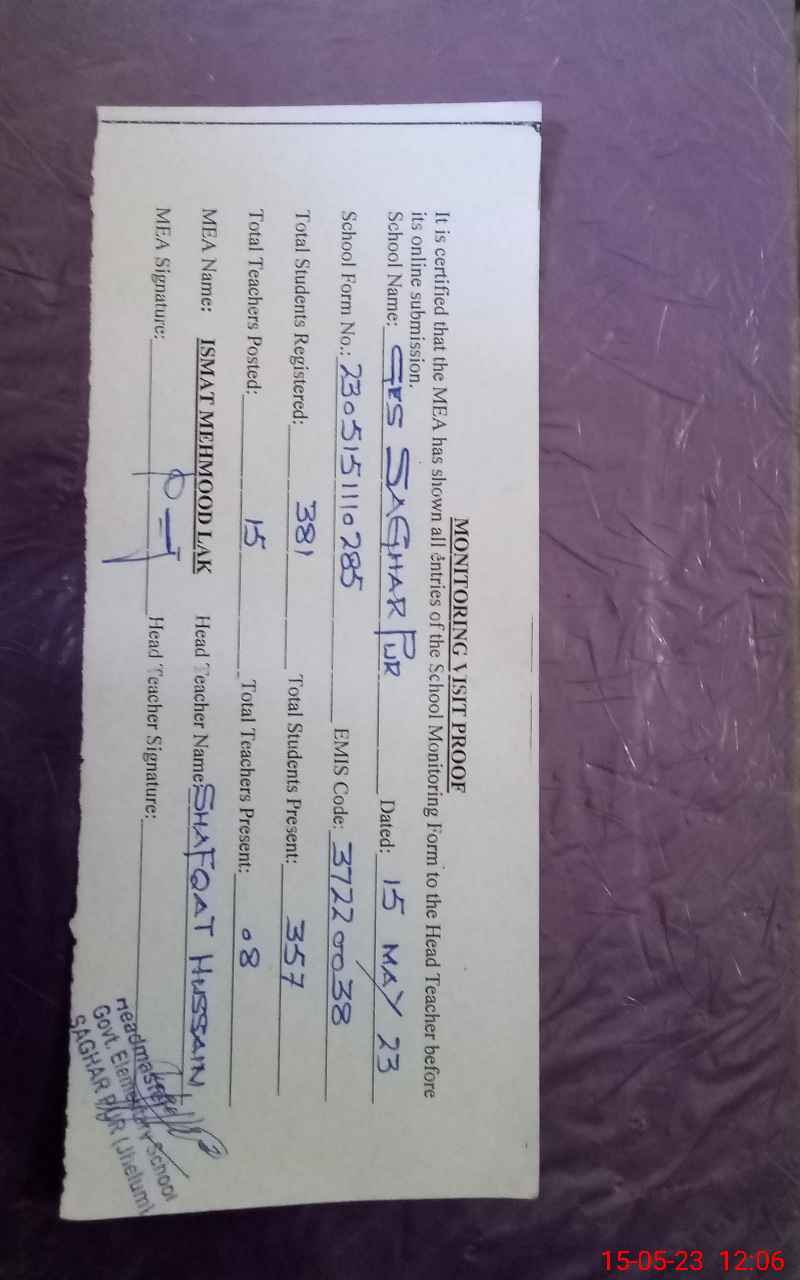 MONITORING VISIT PROOF
It is certified that the MEA has shown all entries of the School Monitoring Form to the Head Teacher before
its online submission.
School Name: GES SAGHAR PUR Dated: 15 MAY 23
School Form No.: 2305151110285 EMIS Code: 37220038
Total Students Registered: 381 Total Students Present: 357
Total Teachers Posted: 15 Total Teachers Present: 08
MEA Name: ISMAT MEHMOOD LAK Head Teacher Name SHAFQAT HUSSAIN
MEA Signature: Head Teacher Signature:
Headmaster
Govt. Elementary School
SAGHAR PUR (Jhelum)
15-05-23 12:06